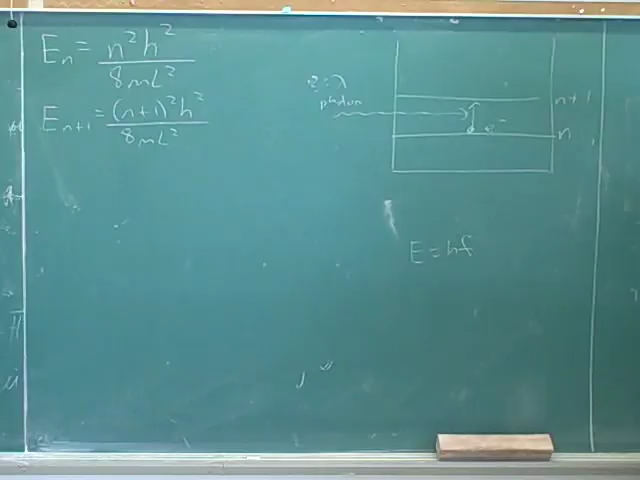 Eₙ = n²h² / 8mL²
Eₙ₊₁ = (n+1)²h² / 8mL²
?: λ
photon
n+1
e⁻
n
E = hf